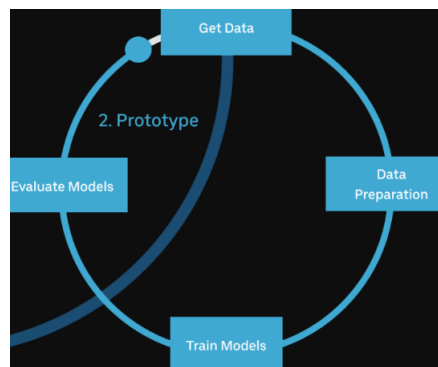 Get Data
2. Prototype
Evaluate Models
Data
Preparation
Train Models